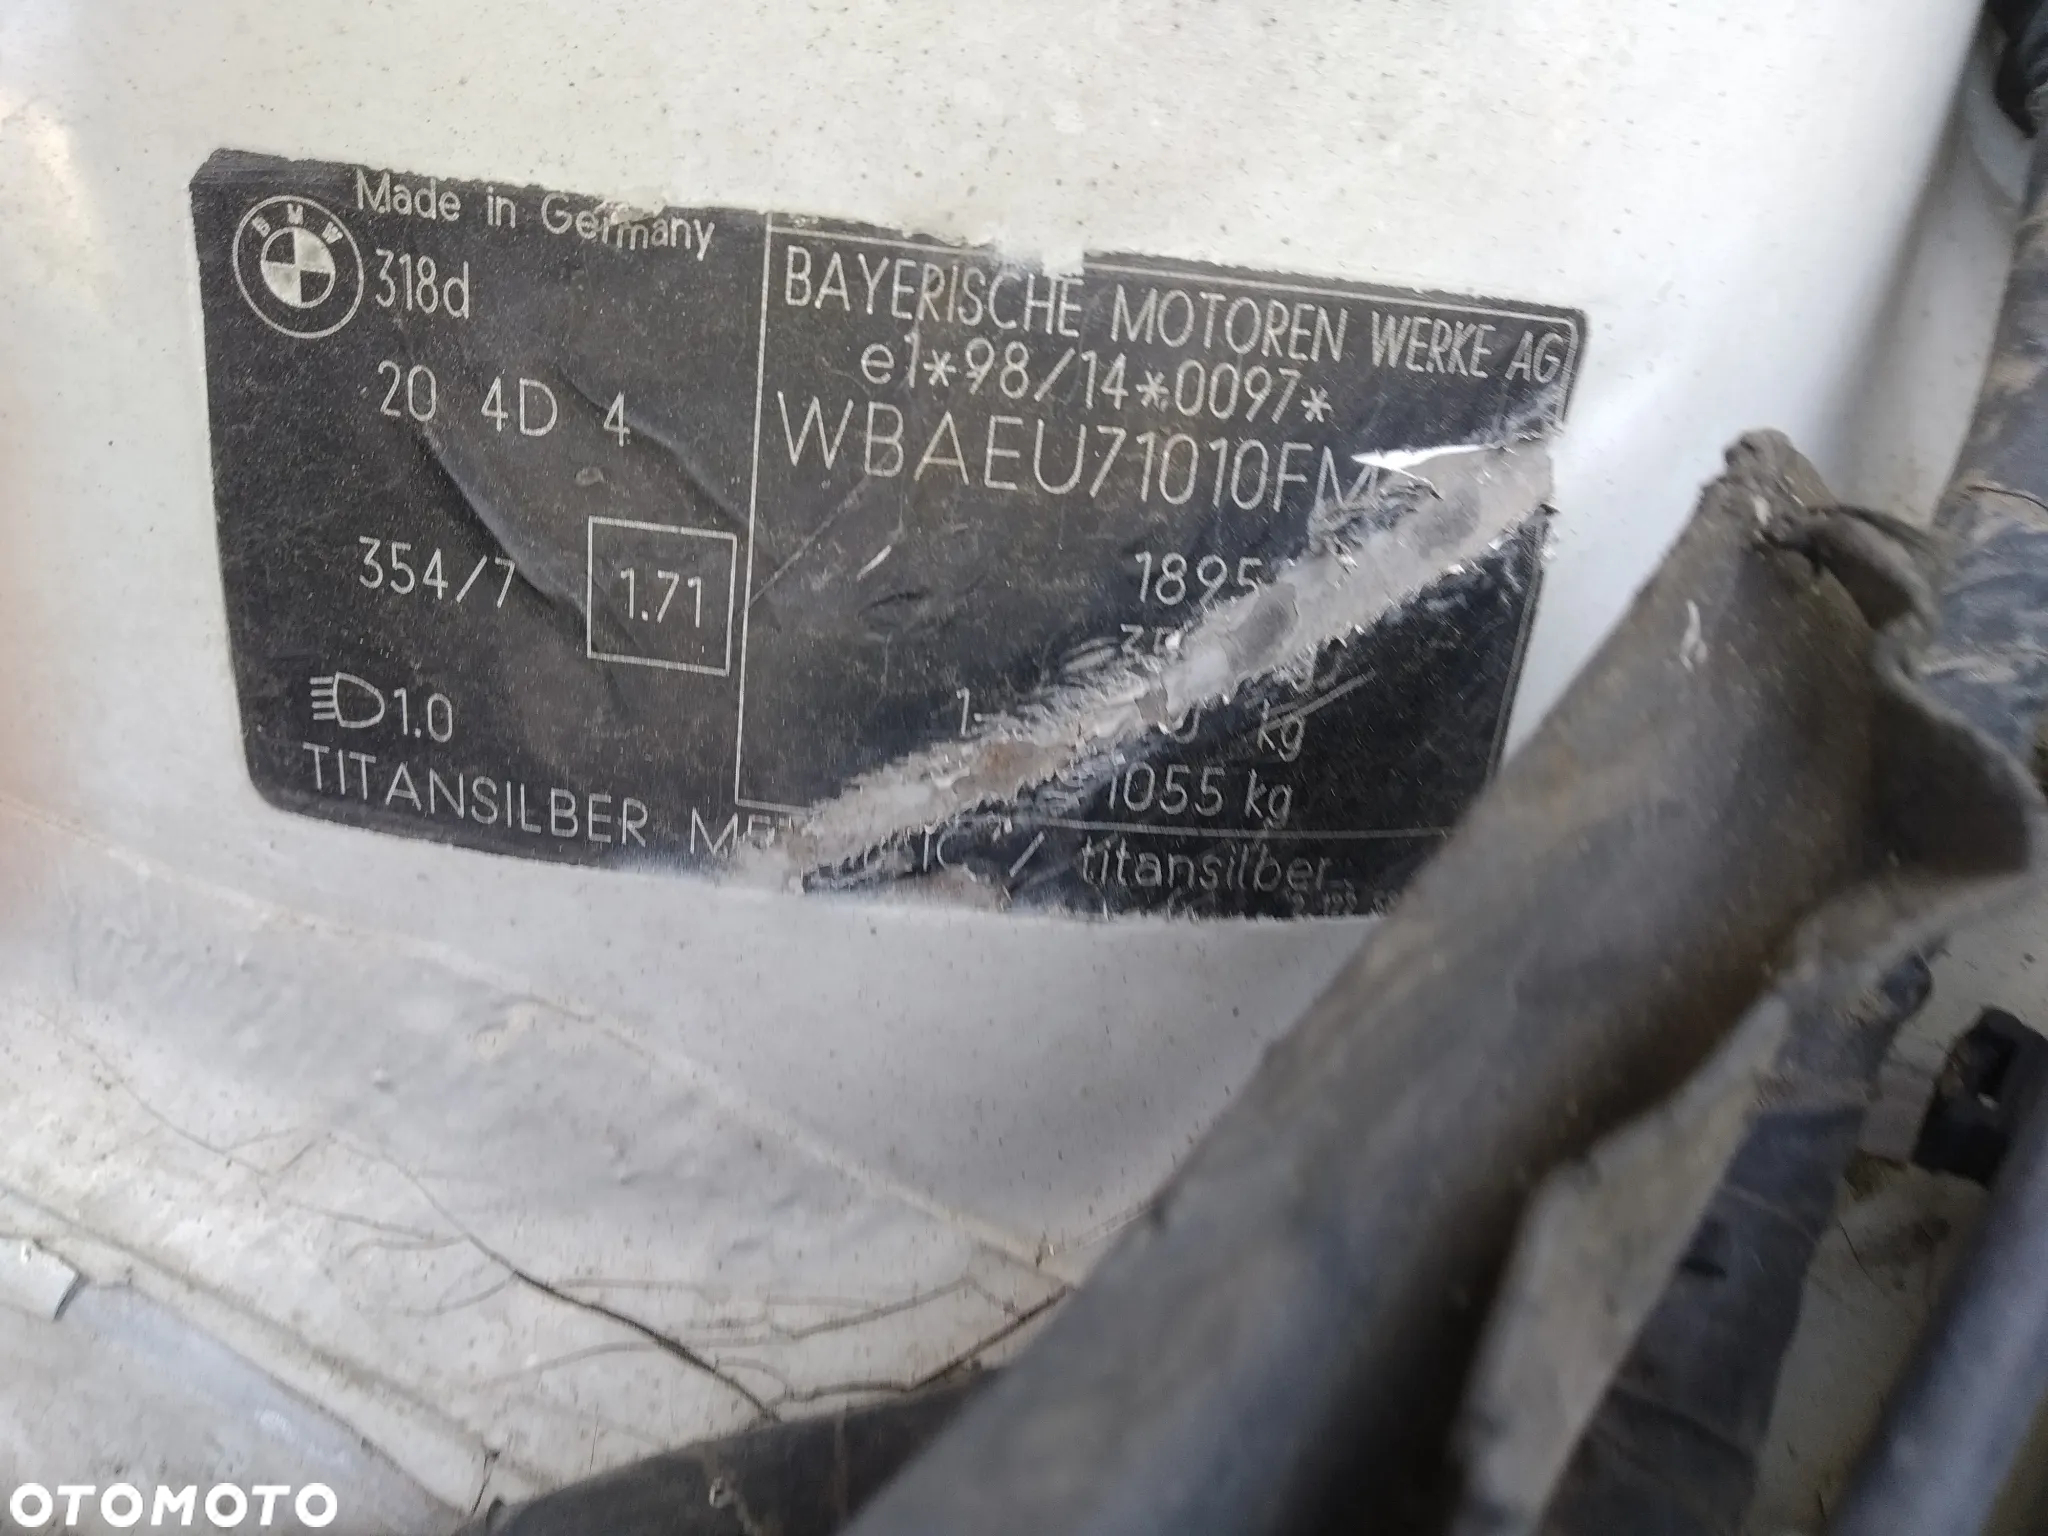 Made in Germany
BMW
318d
20 4D 4
354/7
1.71
1.0
TITANSILBER
BAYERISCHE MOTOREN WERKE AG
e1*98/14*0097*
WBAEU71010FM
1895
kg
1055 kg
/ titansilber
OTOMOTO